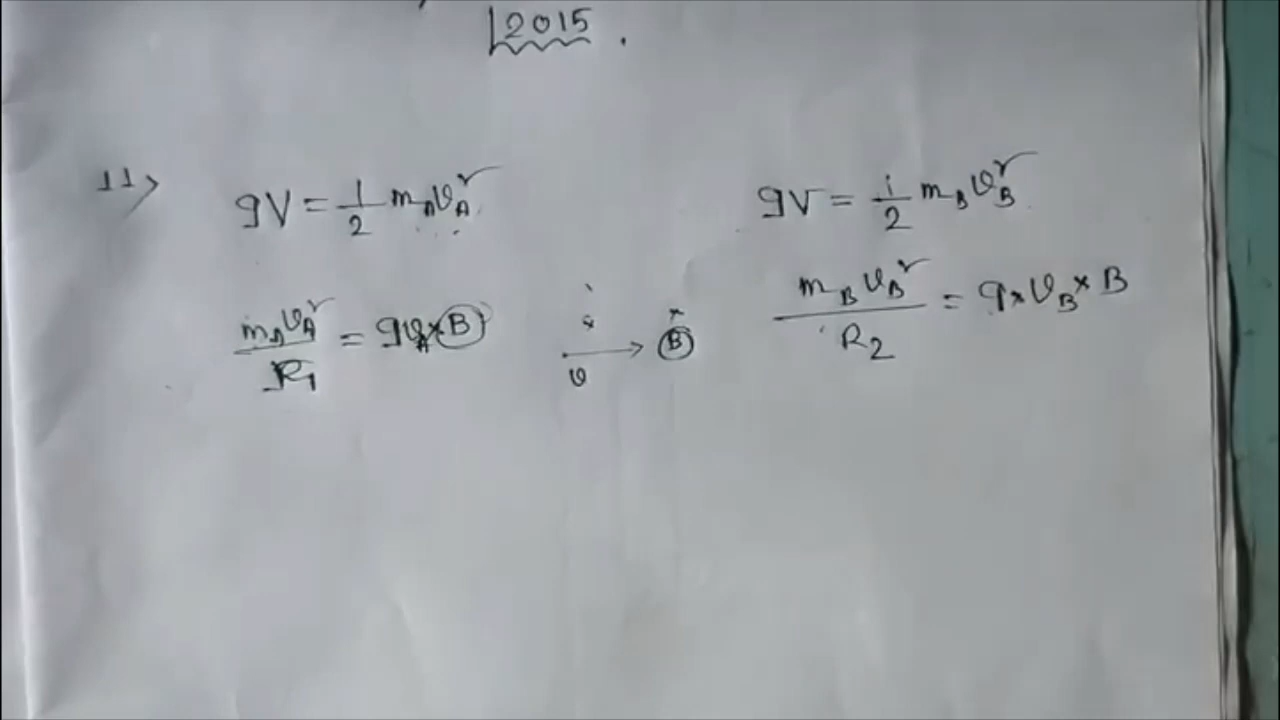 2015.
11>
qV = 1/2 m_A v_A^2
qV = 1/2 m_B v_B^2
m_A v_A^2 / R_1 = q v_A × B
v → B ×
m_B v_B^2 / R_2 = q × v_B × B